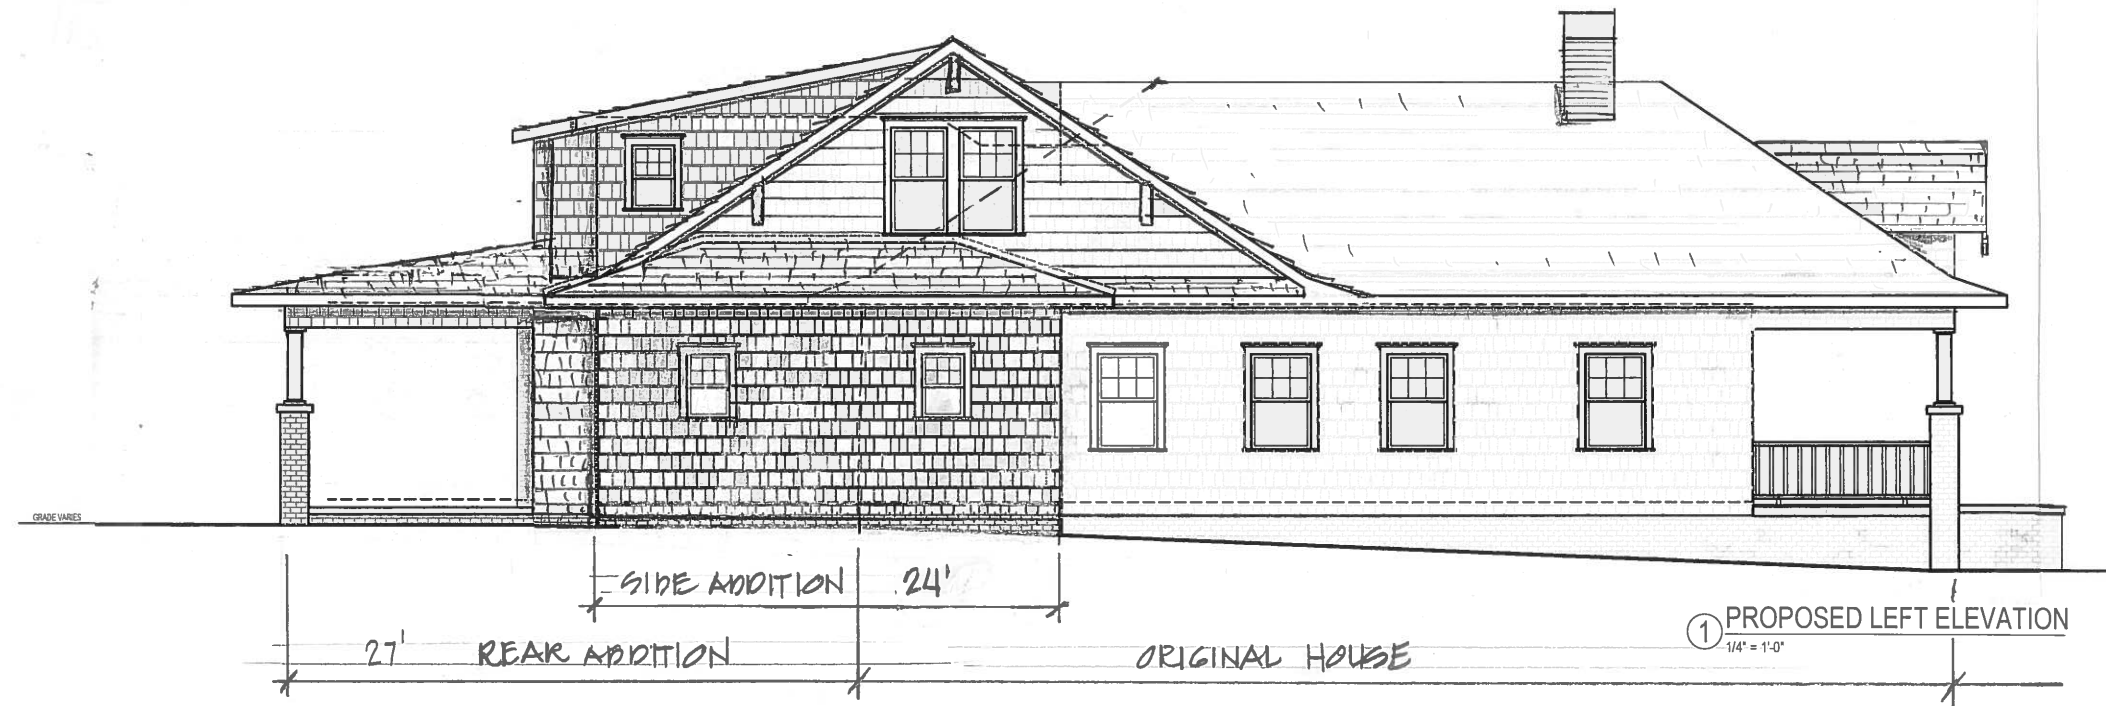 GRADE VARIES
SIDE ADDITION 24'
1 PROPOSED LEFT ELEVATION
1/4" = 1'-0"
27' REAR ADDITION
ORIGINAL HOUSE